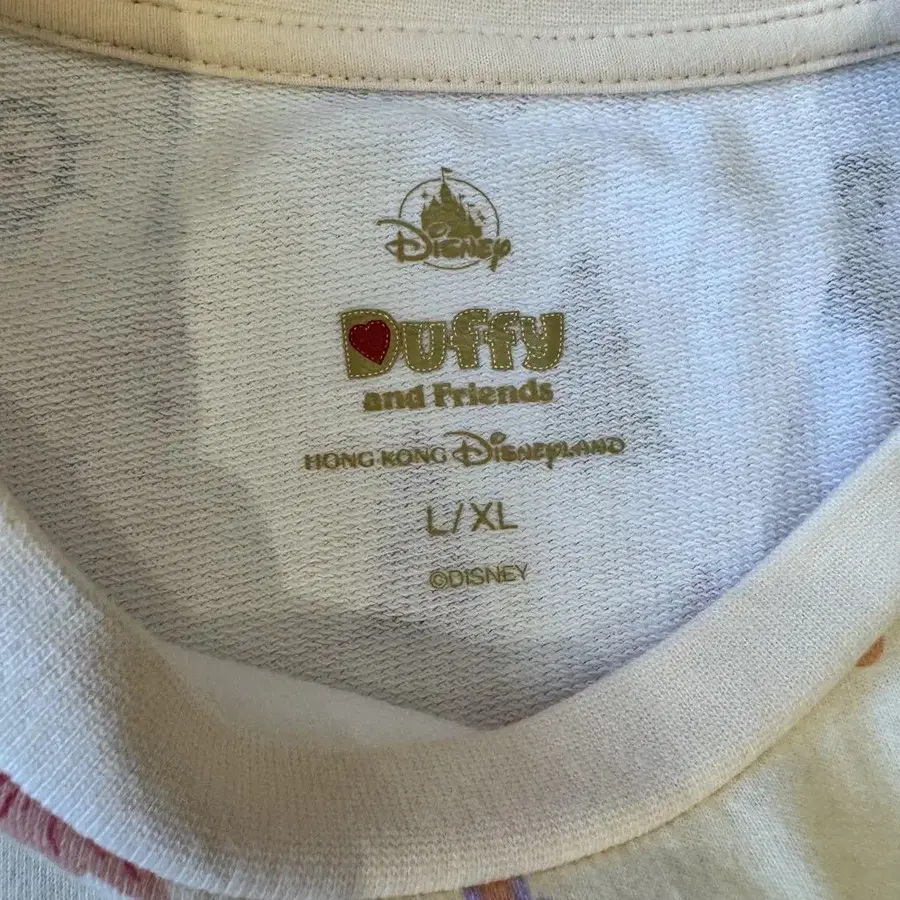 Disney
Duffy
and Friends
HONG KONG Disneyland
L/XL
©DISNEY